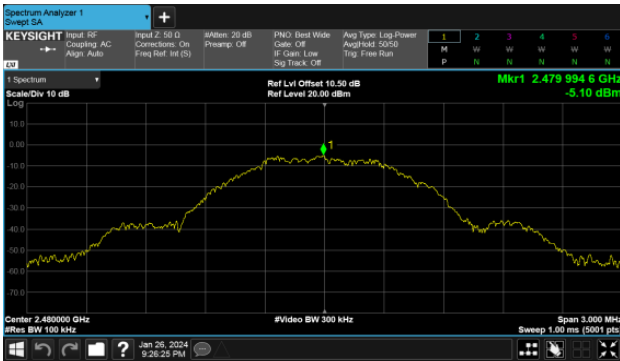 Spectrum Analyzer 1
Swept SA
+
KEYSIGHT
Input: RF
Coupling: AC
Align: Auto
Input Z: 50 Ω
Corrections: On
Freq Ref: Int (S)
#Atten: 20 dB
Preamp: Off
PNO: Best Wide
Gate: Off
IF Gain: Low
Sig Track: Off
Avg Type: Log-Power
Avg|Hold: 50/50
Trig: Free Run
1 2 3 4 5 6
M W W W W W
P N N N N N
LXI
1 Spectrum
Scale/Div 10 dB
Ref Lvl Offset 10.50 dB
Ref Level 20.00 dBm
Mkr1 2.479 994 6 GHz
-5.10 dBm
Log
10.0
0.00
-10.0
-20.0
-30.0
-40.0
-50.0
-60.0
-70.0
1
Center 2.480000 GHz
#Res BW 100 kHz
#Video BW 300 kHz
Span 3.000 MHz
Sweep 1.00 ms (5001 pts)
?
Jan 26, 2024
9:26:25 PM